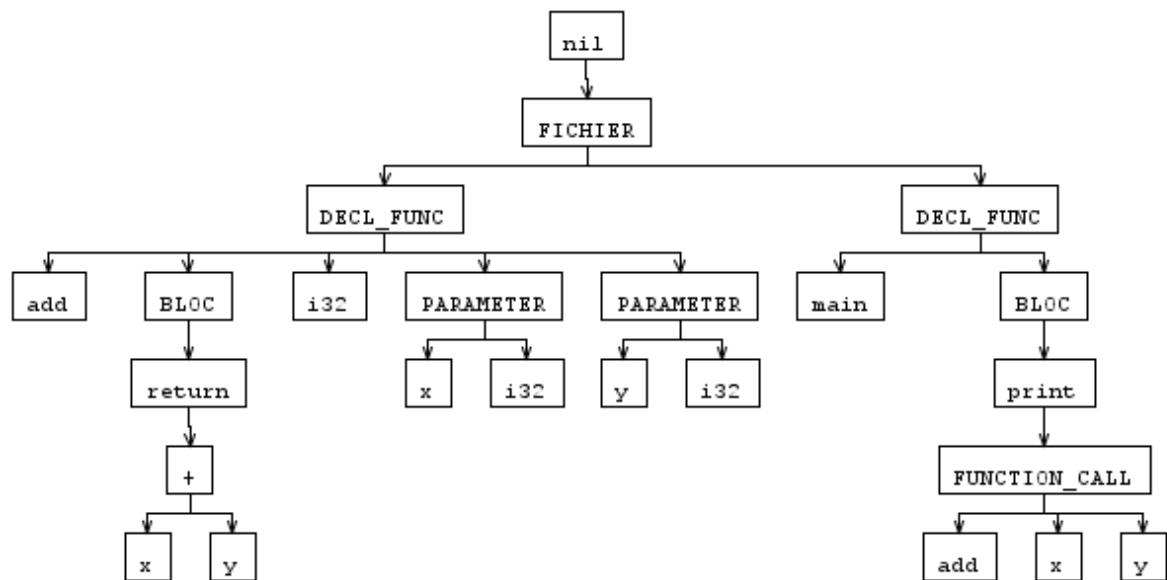 nil
FICHIER
DECL_FUNC DECL_FUNC
add BLOC i32 PARAMETER PARAMETER main BLOC
return x i32 y i32 print
+ FUNCTION_CALL
x y add x y